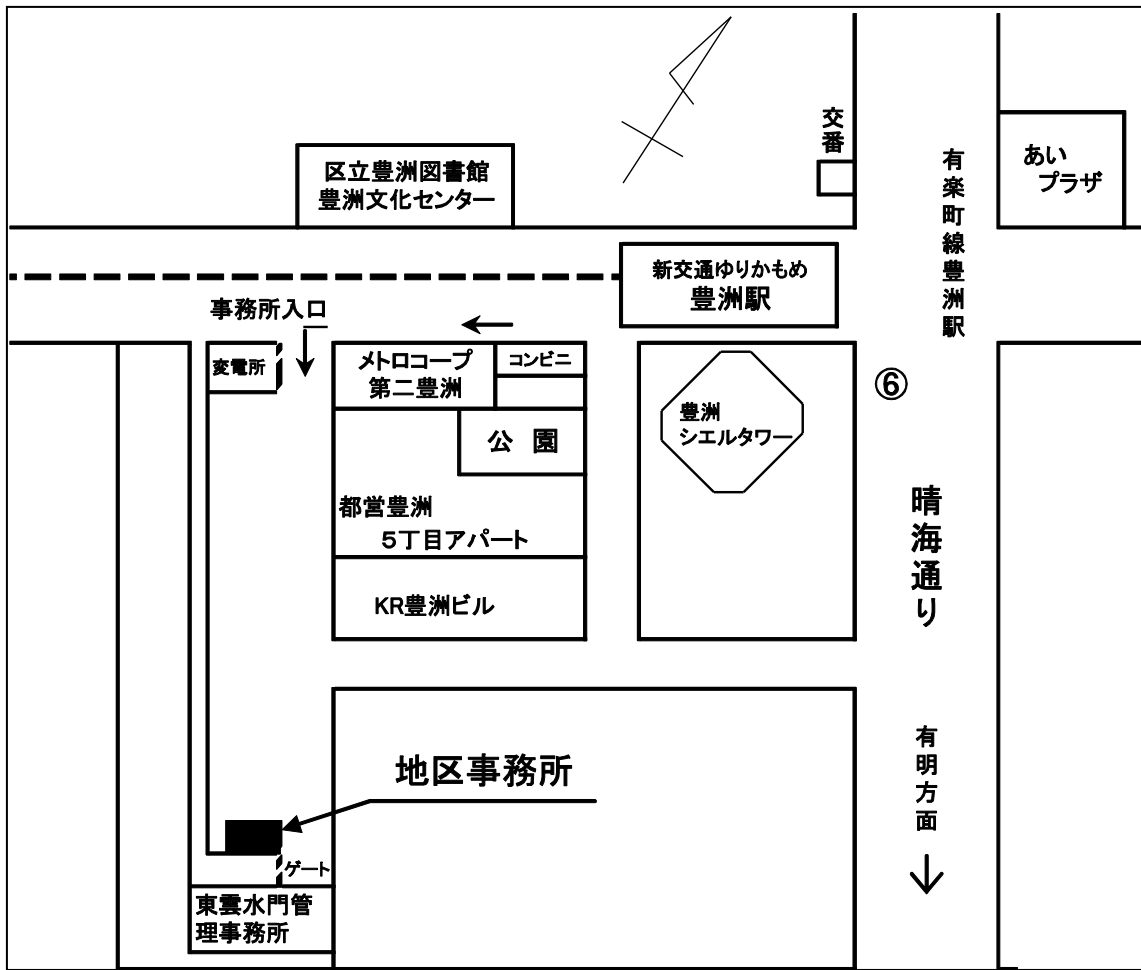 交番
有楽町線豊洲駅
あい
プラザ
区立豊洲図書館
豊洲文化センター
新交通ゆりかもめ
豊洲駅
事務所入口
変電所
メトロコープ
第二豊洲
コンビニ
⑥
豊洲
シエルタワー
公 園
都営豊洲
5丁目アパート
晴海通り
KR豊洲ビル
地区事務所
有明方面
ゲート
東雲水門管
理事務所